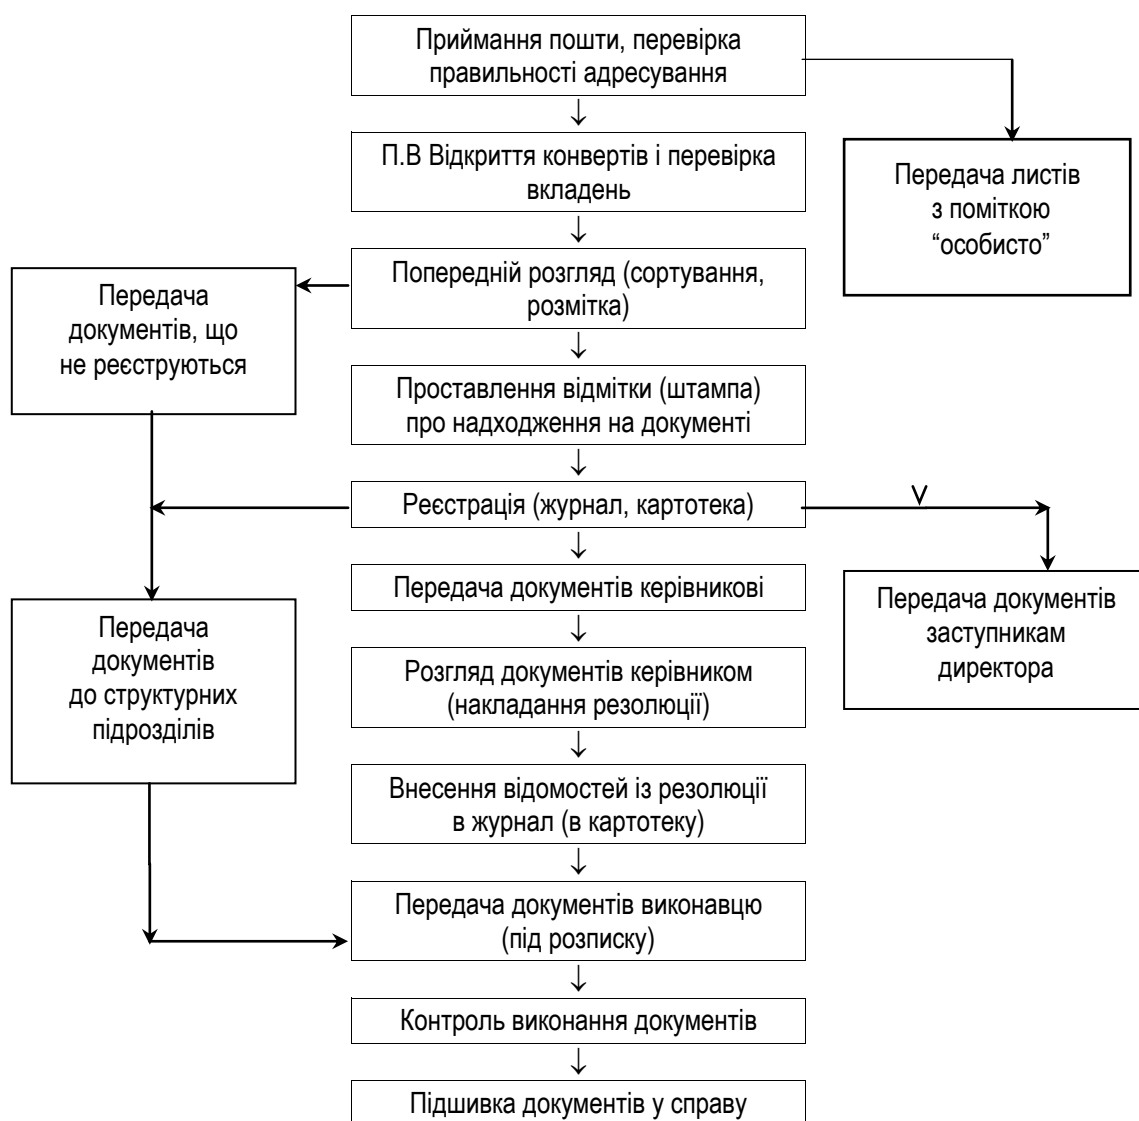 Приймання пошти, перевірка
правильності адресування
П.В Відкриття конвертів і перевірка
вкладень
Передача листів
з поміткою
“особисто”
Попередній розгляд (сортування,
розмітка)
Передача
документів, що
не реєструються
Проставлення відмітки (штампа)
про надходження на документі
Реєстрація (журнал, картотека)
Передача документів керівникові
Передача документів
заступникам
директора
Передача
документів
до структурних
підрозділів
Розгляд документів керівником
(накладання резолюції)
Внесення відомостей із резолюції
в журнал (в картотеку)
Передача документів виконавцю
(під розписку)
Контроль виконання документів
Підшивка документів у справу